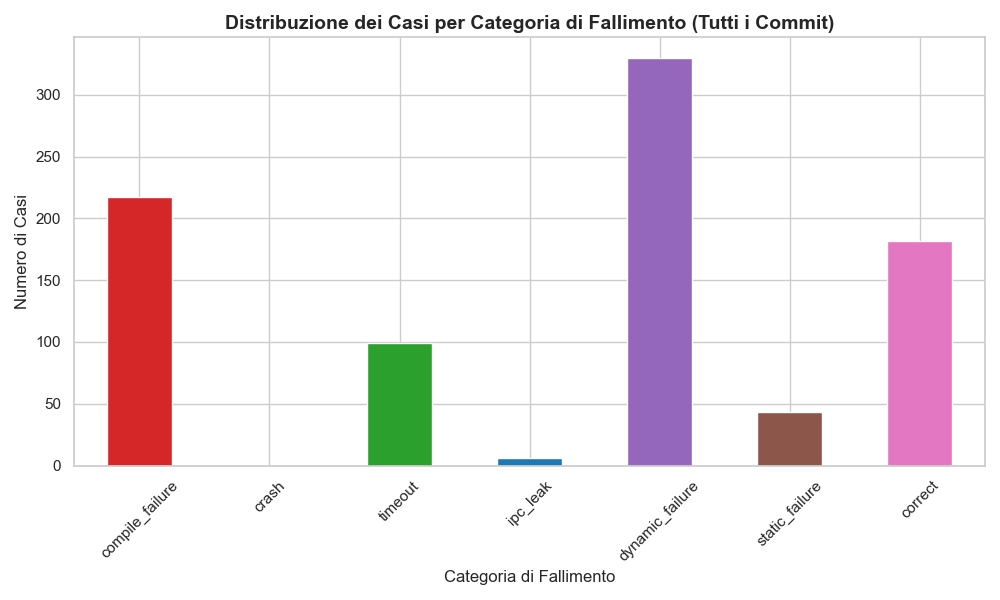 Distribuzione dei Casi per Categoria di Fallimento (Tutti i Commit)
Numero di Casi
300
250
200
150
100
50
0
compile_failure
crash
timeout
ipc_leak
dynamic_failure
static_failure
correct
Categoria di Fallimento